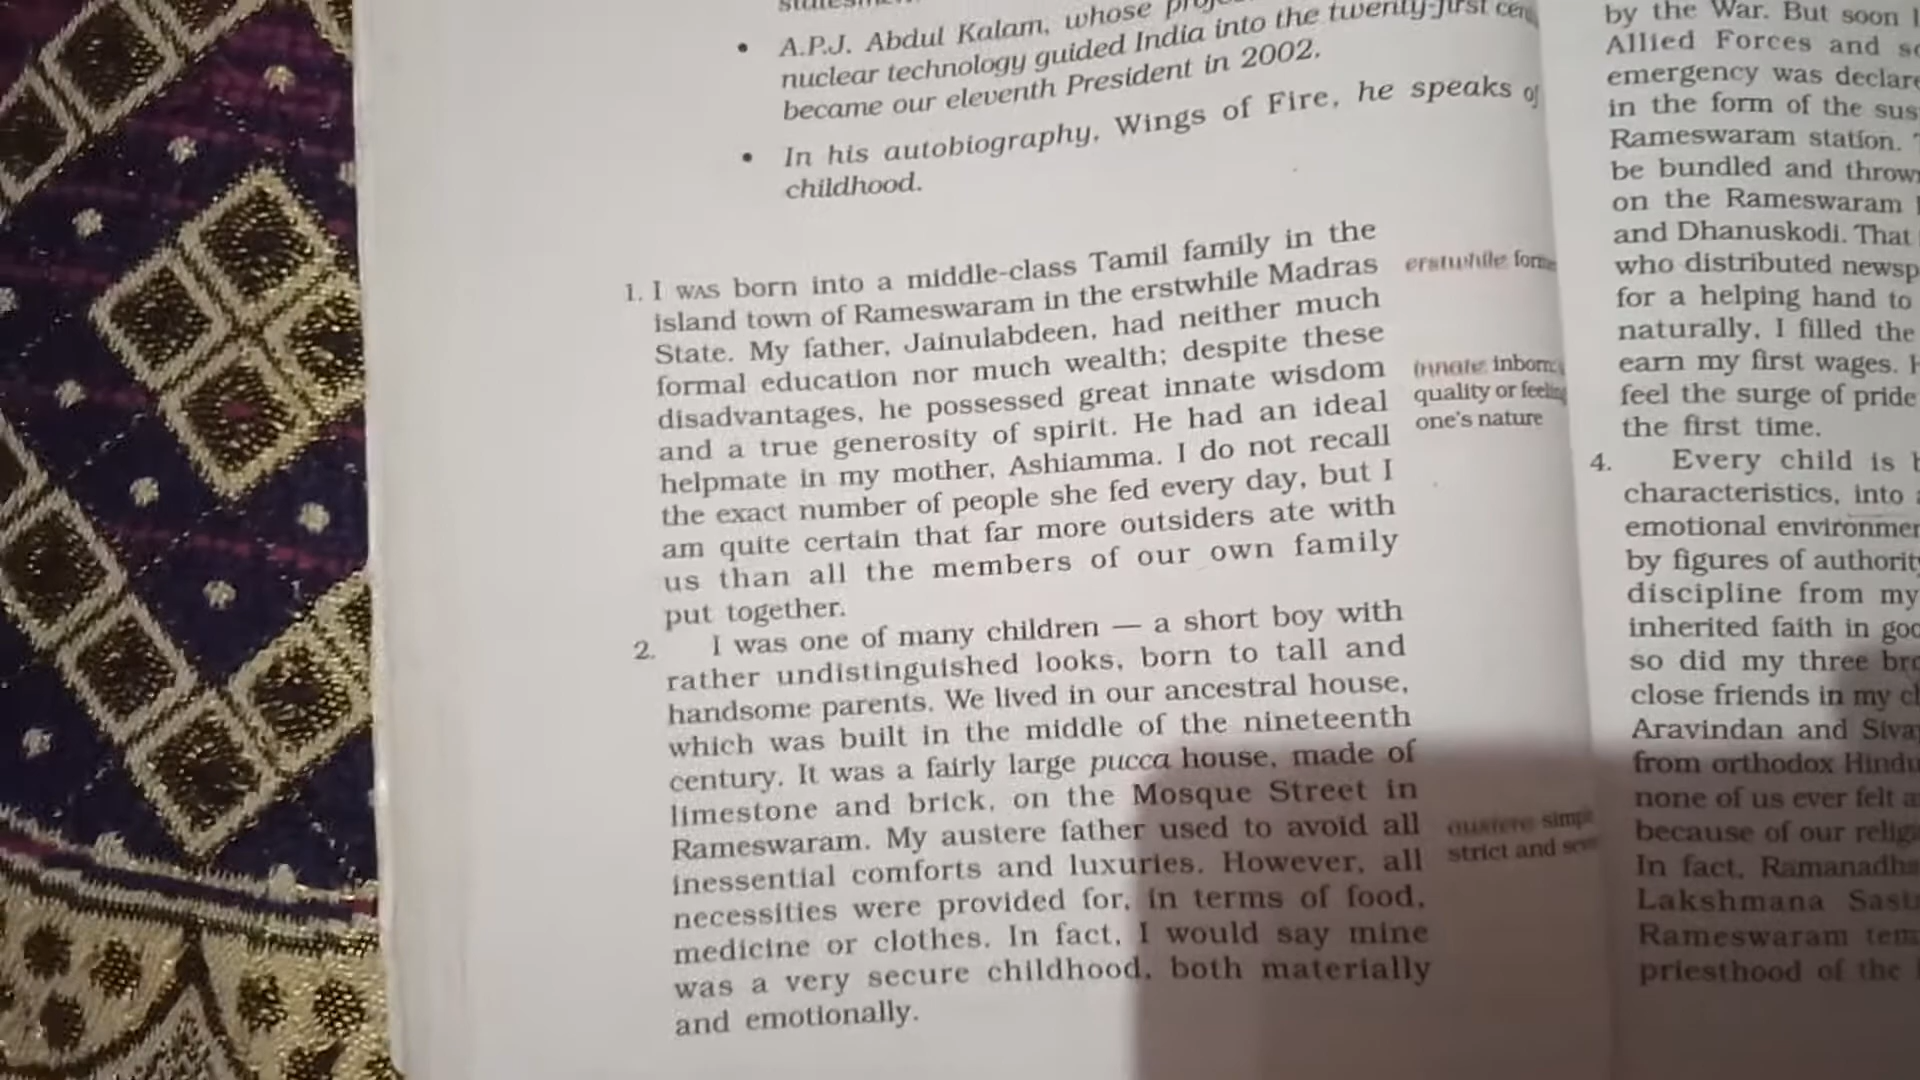 A.P.J. Abdul Kalam, whose
nuclear technology guided India into the twenty-first
became our eleventh President in 2002.
In his autobiography, Wings of Fire, he speaks of
childhood.
1. I WAS born into a middle-class Tamil family in the
island town of Rameswaram in the erstwhile Madras
State. My father, Jainulabdeen, had neither much
formal education nor much wealth; despite these
disadvantages, he possessed great innate wisdom
and a true generosity of spirit. He had an ideal
helpmate in my mother, Ashiamma. I do not recall
the exact number of people she fed every day, but I
am quite certain that far more outsiders ate with
us than all the members of our own family
put together.
2. I was one of many children — a short boy with
rather undistinguished looks, born to tall and
handsome parents. We lived in our ancestral house,
which was built in the middle of the nineteenth
century. It was a fairly large pucca house, made of
limestone and brick, on the Mosque Street in
Rameswaram. My austere father used to avoid all
inessential comforts and luxuries. However, all
necessities were provided for, in terms of food,
medicine or clothes. In fact, I would say mine
was a very secure childhood, both materially
and emotionally.
erstwhile
innate: inborn;
quality or feeling
one's nature
austere
strict and
by the War. But soon
Allied Forces and
emergency was
in the form of the
Rameswaram station.
be bundled and
on the Rameswaram
and Dhanuskodi. That
who distributed
for a helping hand to
naturally, I filled the
earn my first wages.
feel the surge of pride
the first time.
4. Every child is
characteristics, into
emotional
by figures of
discipline from my
inherited faith in
so did my three
close friends in my
Aravindan and
from orthodox
none of us ever felt
because of our
In fact,
Lakshmana
Rameswaram
priesthood of the